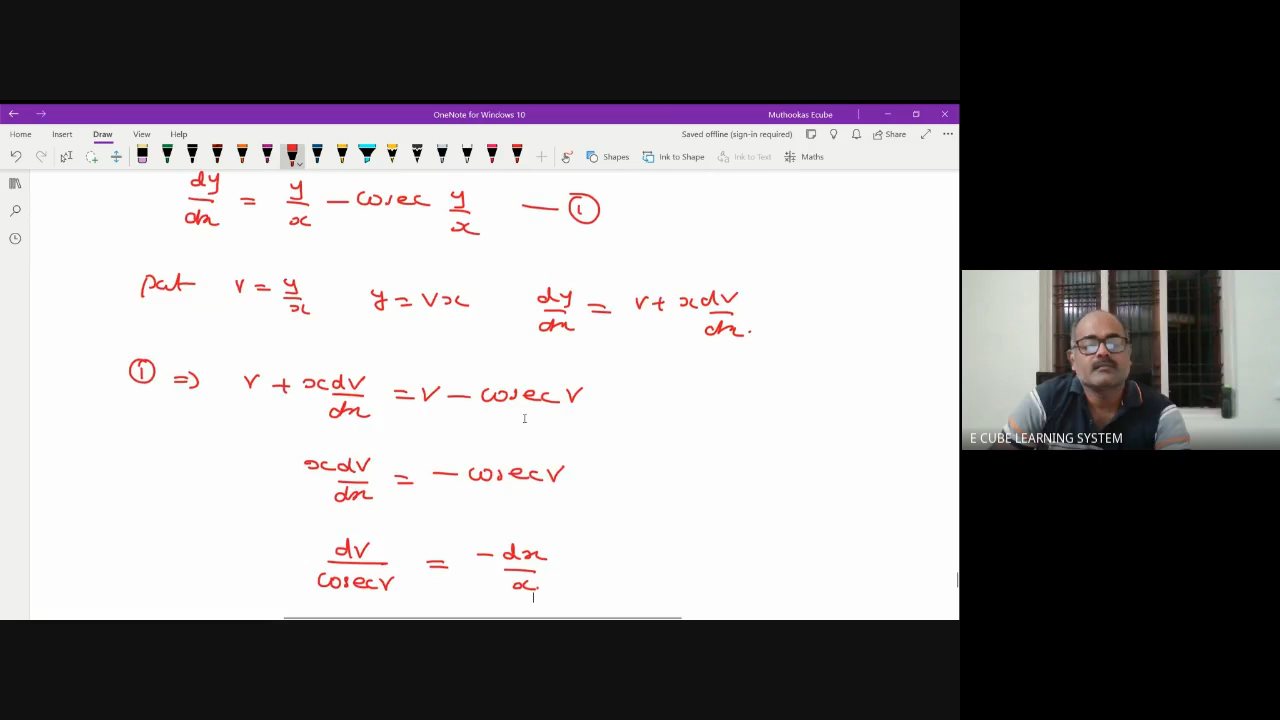 OneNote for Windows 10
Muthookas Ecube
Home Insert Draw View Help
Saved offline (sign-in required)
Share
Shapes Ink to Shape Ink to Text Maths
dy/dx = y/x — cosec y/x — ①
put v = y/x y = vx dy/dx = v + x dv/dx.
① ⇒ v + x dv/dx = v — cosec v
x dv/dx = — cosec v
dv/cosec v = - dx/x.
E CUBE LEARNING SYSTEM